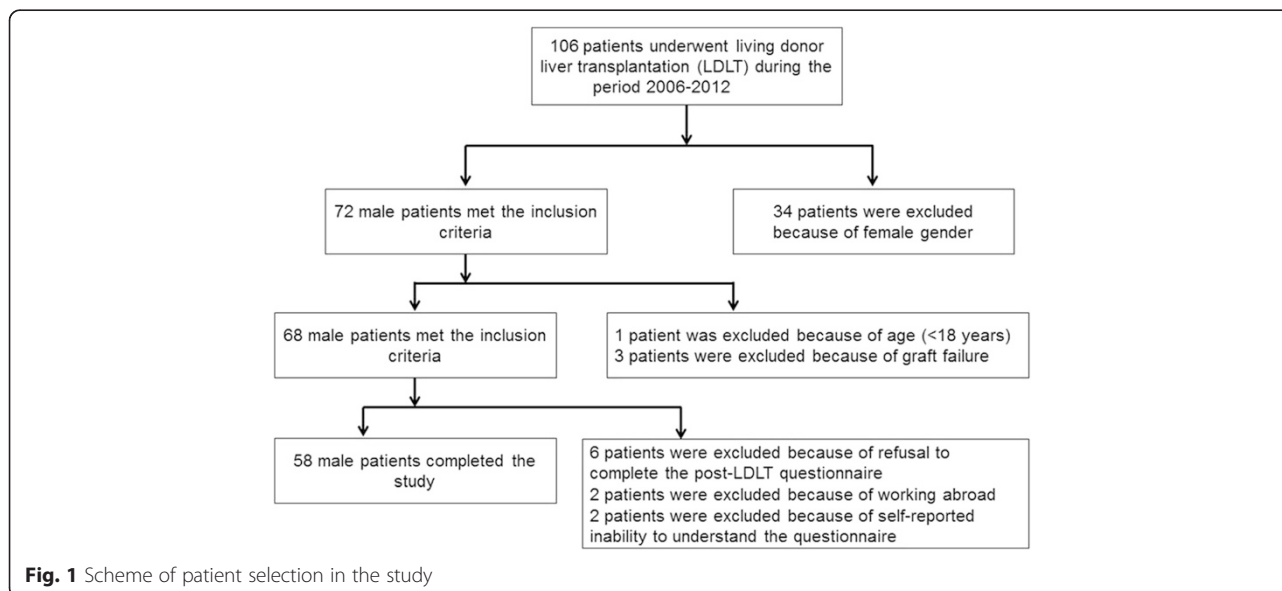 106 patients underwent living donor
liver transplantation (LDLT) during the
period 2006-2012
72 male patients met the inclusion
criteria
34 patients were excluded
because of female gender
68 male patients met the inclusion
criteria
1 patient was excluded because of age (<18 years)
3 patients were excluded because of graft failure
58 male patients completed the
study
6 patients were excluded because of refusal to
complete the post-LDLT questionnaire
2 patients were excluded because of working abroad
2 patients were excluded because of self-reported
inability to understand the questionnaire
Fig. 1 Scheme of patient selection in the study